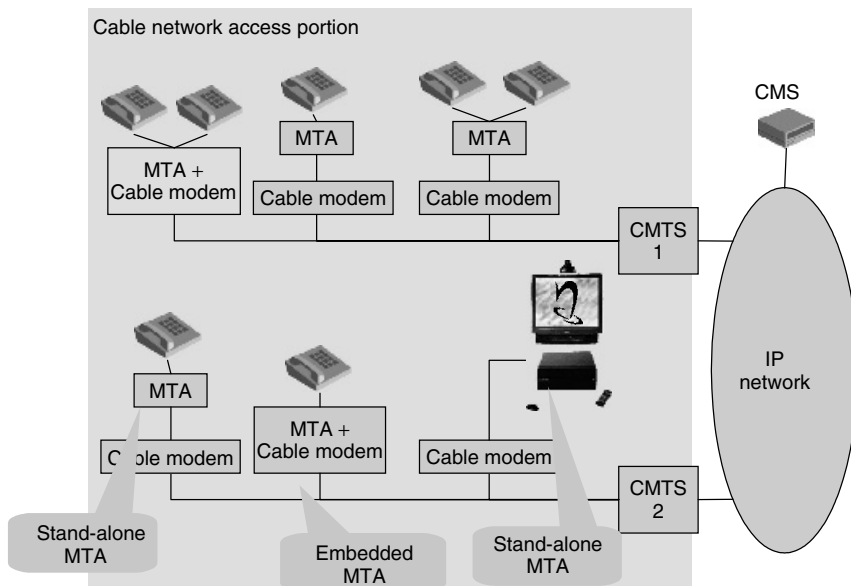 Cable network access portion
CMS
MTA
MTA
MTA +
Cable modem
Cable modem
Cable modem
CMTS
1
IP
network
MTA
MTA +
Cable modem
Cable modem
Cable modem
CMTS
2
Stand-alone
MTA
Embedded
MTA
Stand-alone
MTA